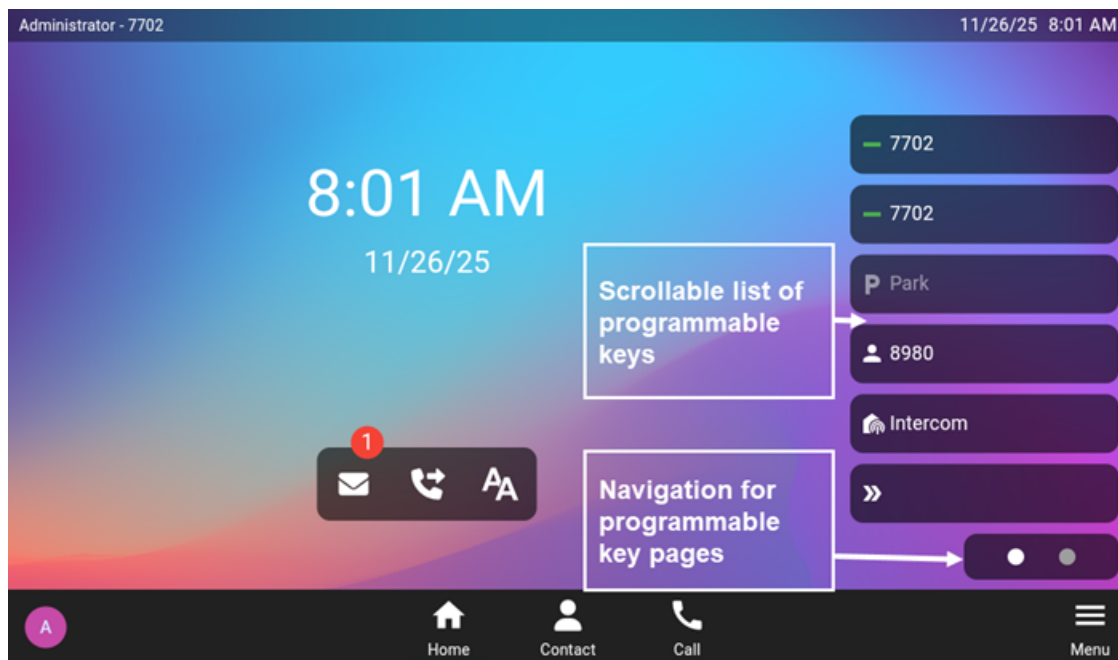 Administrator - 7702
11/26/25 8:01 AM
8:01 AM
11/26/25
7702
7702
P Park
8980
Intercom
Scrollable list of
programmable
keys
1
AA
Navigation for
programmable
key pages
A
Home
Contact
Call
Menu